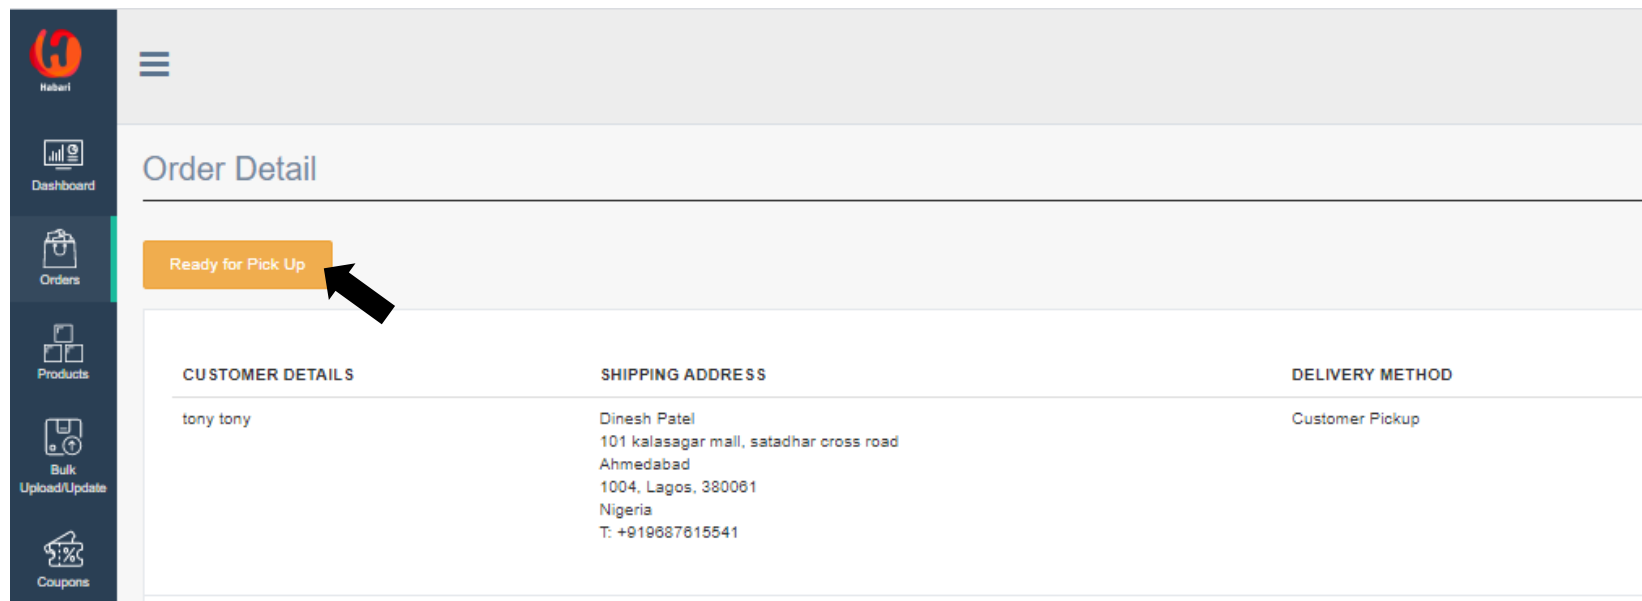 Habari
Dashboard
Orders
Products
Bulk
Upload/Update
Coupons
Order Detail
Ready for Pick Up
CUSTOMER DETAILS
tony tony
SHIPPING ADDRESS
Dinesh Patel
101 kalasagar mall, satadhar cross road
Ahmedabad
1004, Lagos, 380061
Nigeria
T: +919687615541
DELIVERY METHOD
Customer Pickup